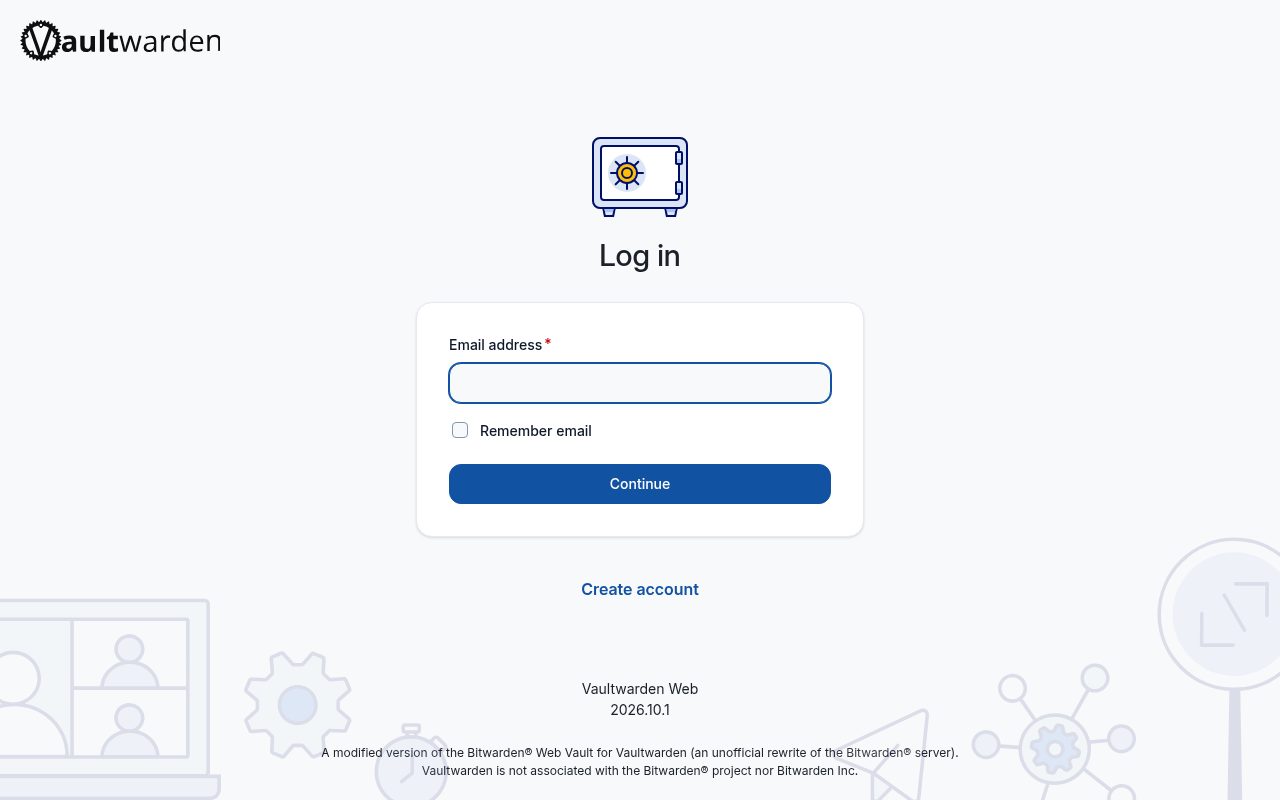 Vaultwarden
Log in
Email address*
Remember email
Continue
Create account
Vaultwarden Web
2026.10.1
A modified version of the Bitwarden® Web Vault for Vaultwarden (an unofficial rewrite of the Bitwarden® server).
Vaultwarden is not associated with the Bitwarden® project nor Bitwarden Inc.